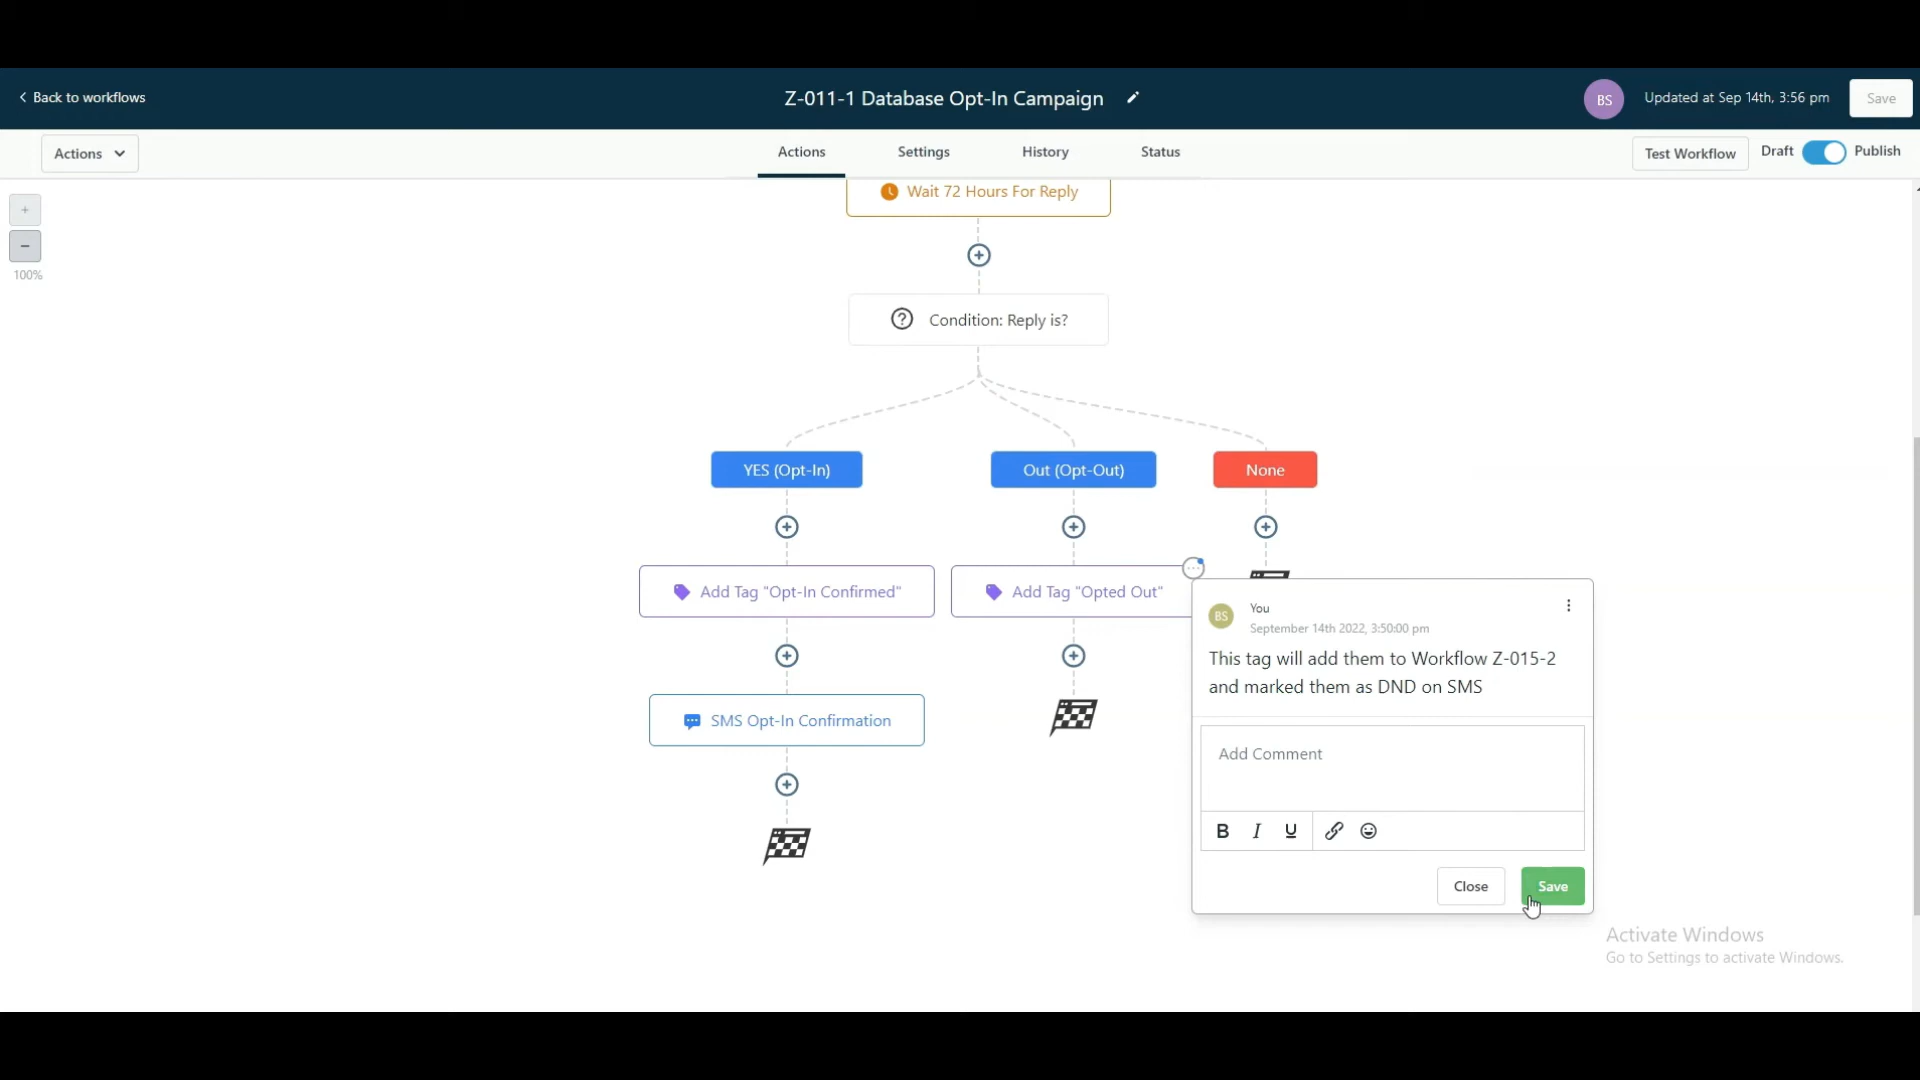 Back to workflows
Z-011-1 Database Opt-In Campaign
BS
Updated at Sep 14th, 3:56 pm
Save
Actions
Actions
Settings
History
Status
Test Workflow
Draft
Publish
+
−
100%
Wait 72 Hours For Reply
Condition: Reply is?
YES (Opt-In)
Out (Opt-Out)
None
Add Tag "Opt-In Confirmed"
Add Tag "Opted Out"
SMS Opt-In Confirmation
BS
You
September 14th 2022, 3:50:00 pm
This tag will add them to Workflow Z-015-2
and marked them as DND on SMS
Add Comment
B I U
Close
Save
Activate Windows
Go to Settings to activate Windows.